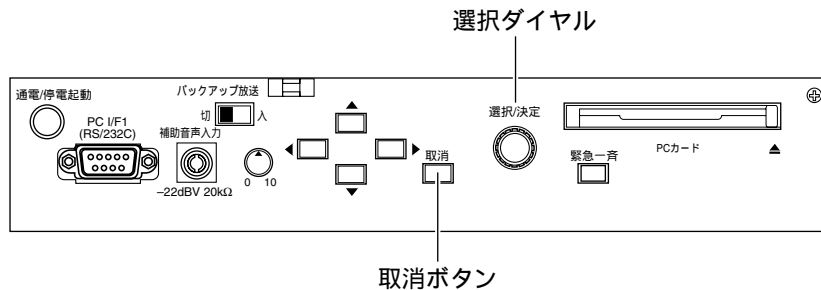 選択ダイヤル
通電/停電起動
バックアップ放送
切
入
PC I/F1
(RS/232C)
補助音声入力
–22dBV 20kΩ
0 10
◀
▲
▶
▼
取消
選択/決定
緊急一斉
PCカード
▲
取消ボタン